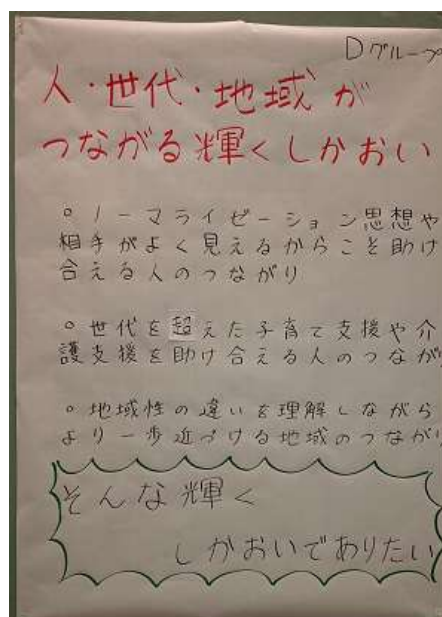 Dグループ
人・世代・地域が
つながる輝くしかおい
○ノーマライゼーション思想や
相手がよく見えるからこそ助け
合える人のつながり
○世代を超えた子育て支援や介
護支援を助け合える人のつながり
○地域性の違いを理解しながら
より一歩近づける地域のつながり
そんな輝く
しかおいでありたい